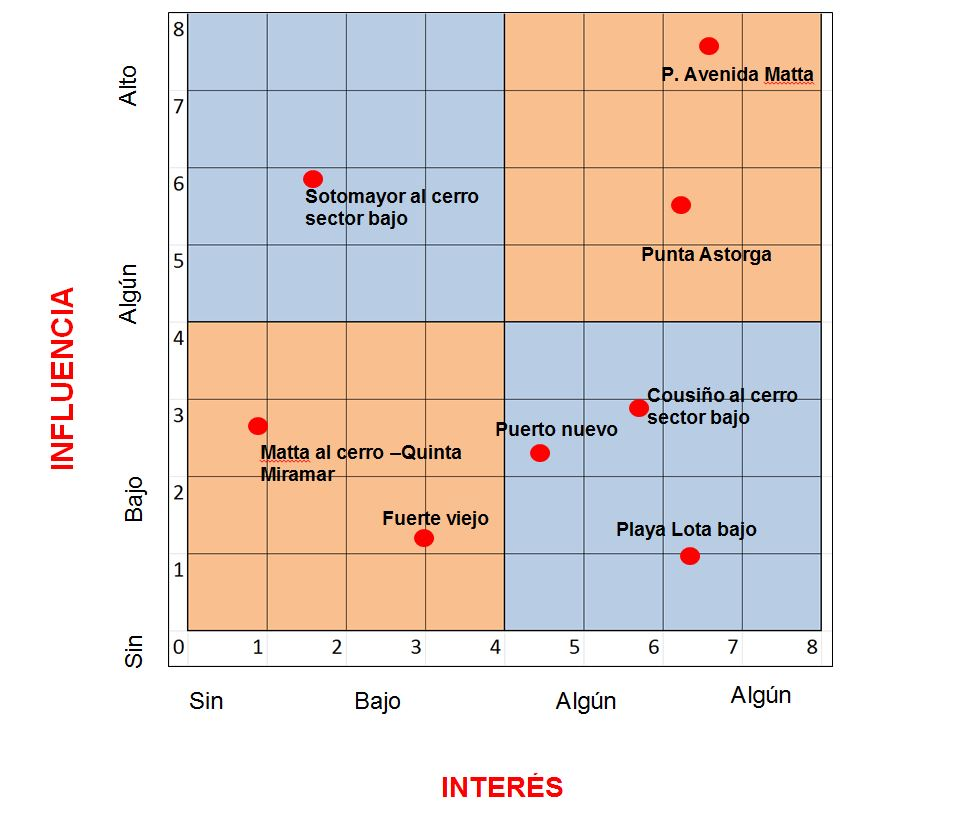 8
Alto
P. Avenida Matta
7
6
Sotomayor al cerro
sector bajo
Punta Astorga
5
Algún
INFLUENCIA
4
Cousiño al cerro
sector bajo
3
Puerto nuevo
Matta al cerro –Quinta
Miramar
2
Bajo
Fuerte viejo
Playa Lota bajo
1
Sin
0 1 2 3 4 5 6 7 8
Sin Bajo Algún Algún
INTERÉS